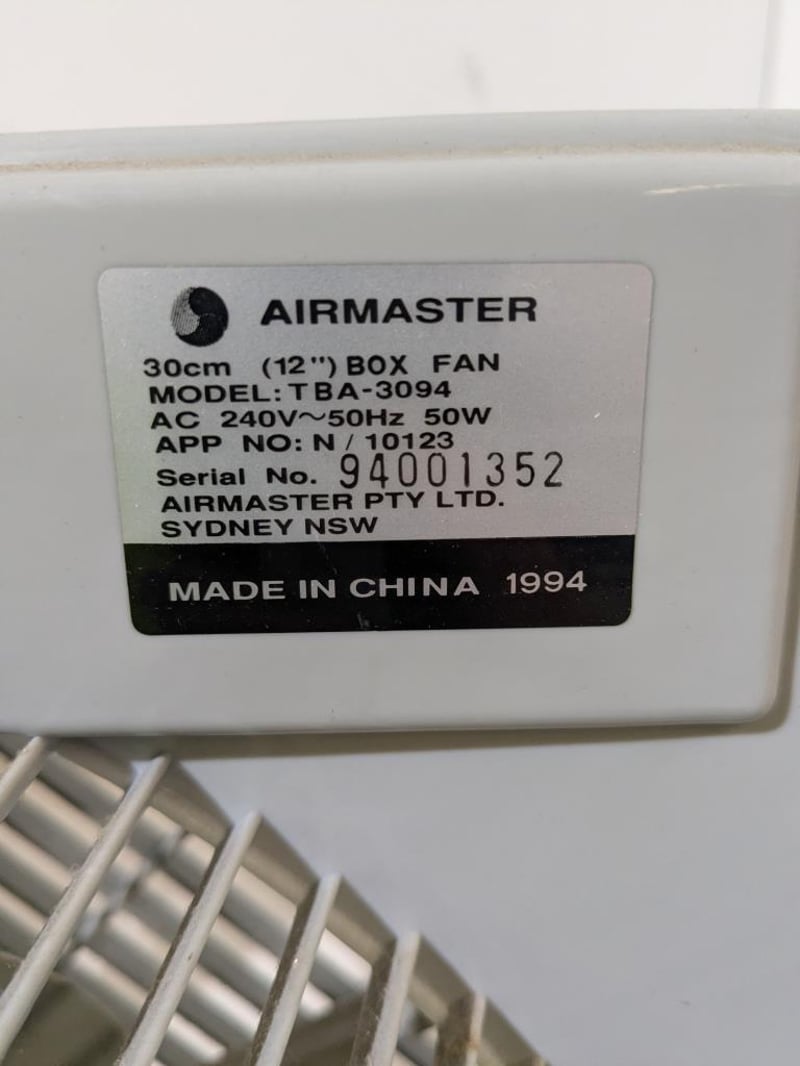 AIRMASTER
30cm (12") BOX FAN
MODEL: TBA-3094
AC 240V~50Hz 50W
APP NO: N / 10123
Serial No. 94001352
AIRMASTER PTY LTD.
SYDNEY NSW
MADE IN CHINA 1994